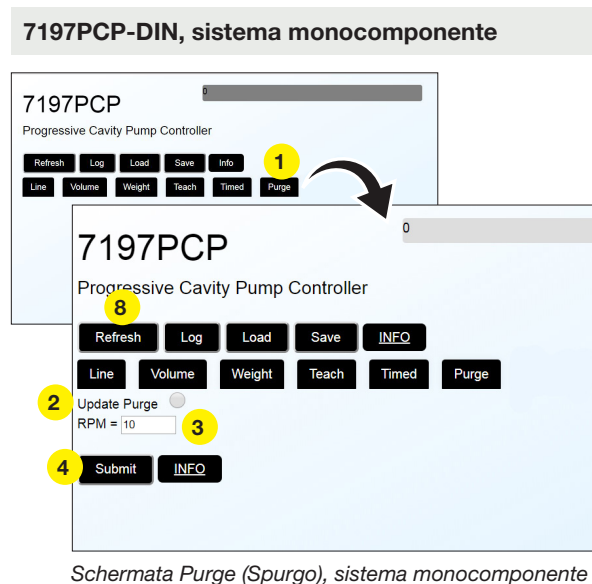 7197PCP-DIN, sistema monocomponente
0
7197PCP
Progressive Cavity Pump Controller
Refresh Log Load Save Info
1
Line Volume Weight Teach Timed Purge
0
7197PCP
Progressive Cavity Pump Controller
8
Refresh Log Load Save INFO
Line Volume Weight Teach Timed Purge
2 Update Purge
RPM = 10 3
4 Submit INFO
Schermata Purge (Spurgo), sistema monocomponente